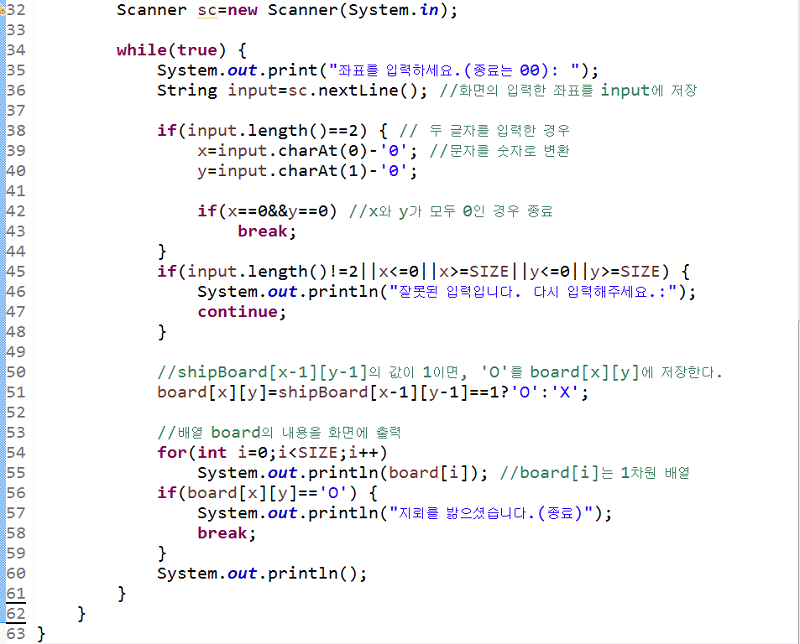 32 Scanner sc=new Scanner(System.in);
33
34 while(true) {
35 System.out.print("좌표를 입력하세요.(종료는 00): ");
36 String input=sc.nextLine(); //화면의 입력한 좌표를 input에 저장
37
38 if(input.length()==2) { // 두 글자를 입력한 경우
39 x=input.charAt(0)-'0'; //문자를 숫자로 변환
40 y=input.charAt(1)-'0';
41
42 if(x==0&&y==0) //x와 y가 모두 0인 경우 종료
43 break;
44 }
45 if(input.length()!=2||x<=0||x>=SIZE||y<=0||y>=SIZE) {
46 System.out.println("잘못된 입력입니다. 다시 입력해주세요.:");
47 continue;
48 }
49
50 //shipBoard[x-1][y-1]의 값이 1이면, 'O'를 board[x][y]에 저장한다.
51 board[x][y]=shipBoard[x-1][y-1]==1?'O':'X';
52
53 //배열 board의 내용을 화면에 출력
54 for(int i=0;i<SIZE;i++)
55 System.out.println(board[i]); //board[i]는 1차원 배열
56 if(board[x][y]=='O') {
57 System.out.println("지뢰를 밟으셨습니다.(종료)");
58 break;
59 }
60 System.out.println();
61 }
62 }
63 }